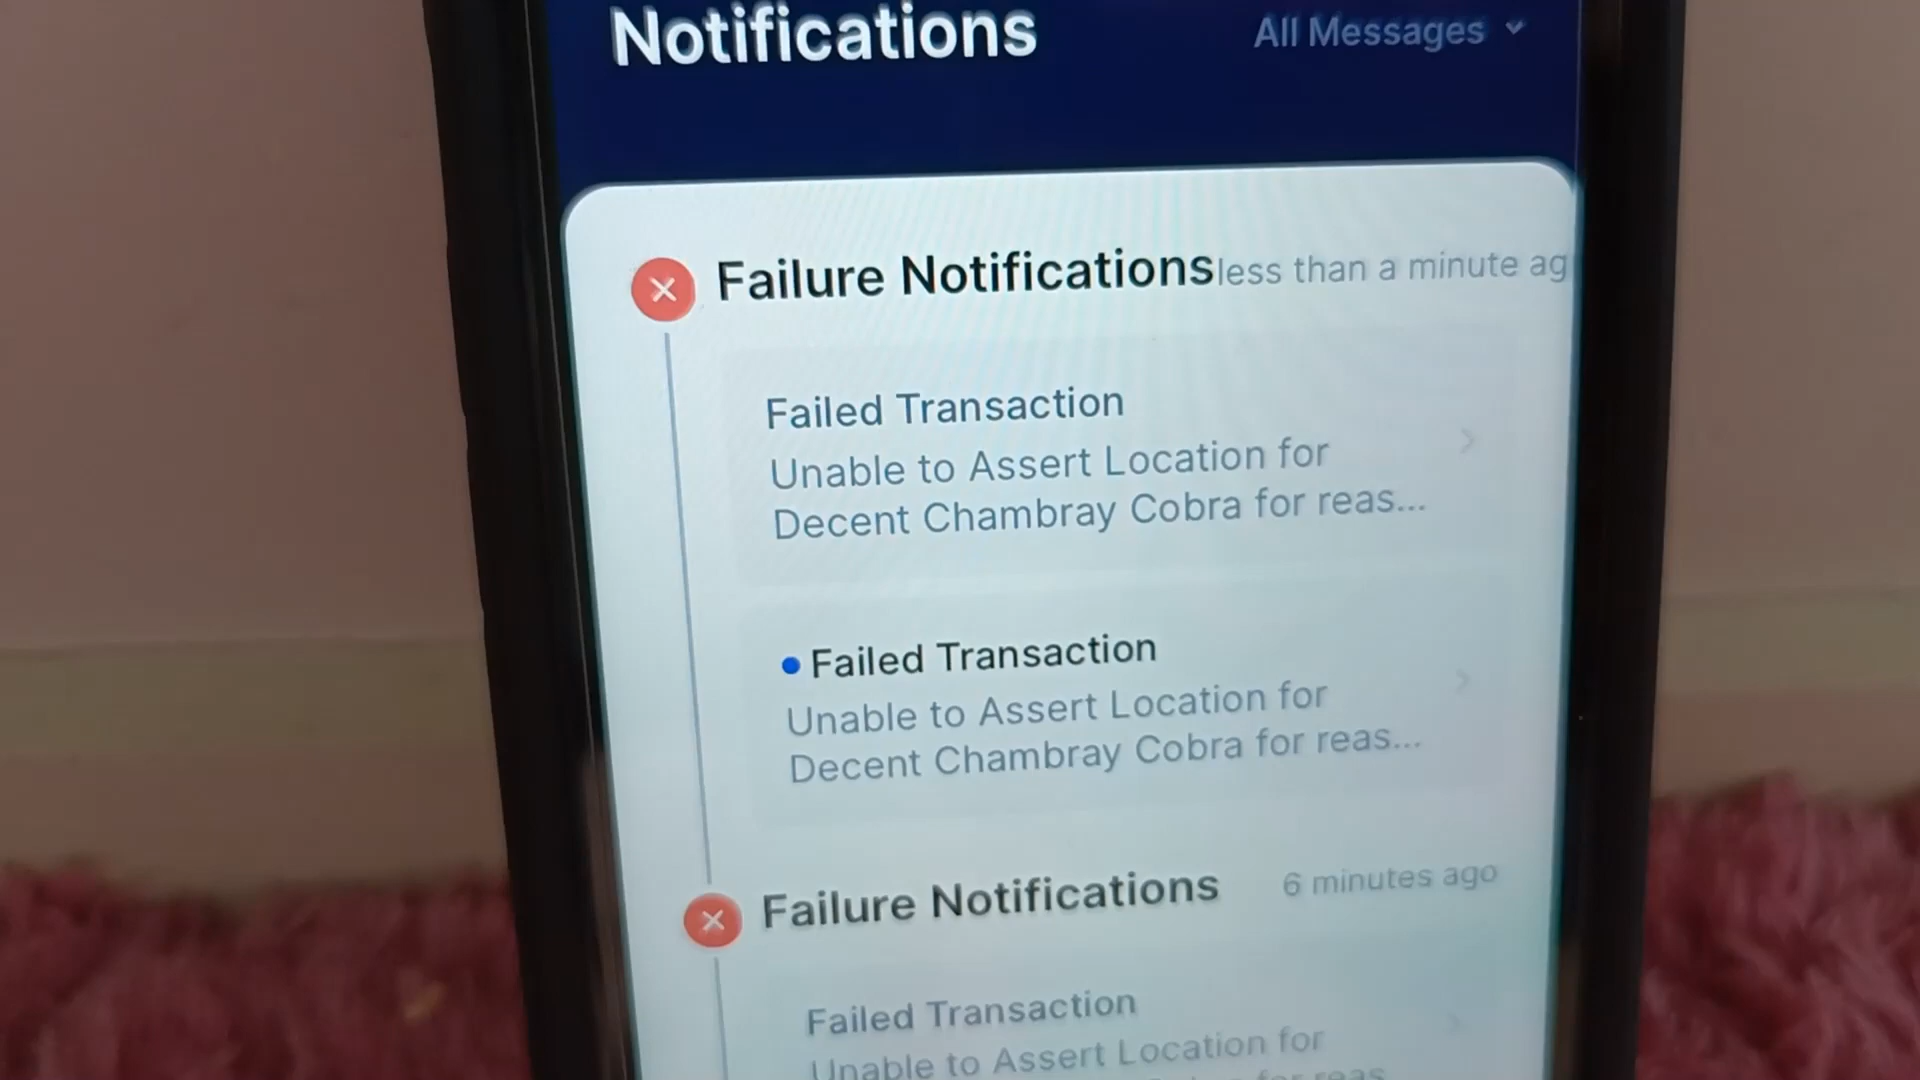 Notifications
All Messages
Failure Notifications
less than a minute ag
Failed Transaction
Unable to Assert Location for
Decent Chambray Cobra for reas...
Failed Transaction
Unable to Assert Location for
Decent Chambray Cobra for reas...
Failure Notifications
6 minutes ago
Failed Transaction
Unable to Assert Location for
for reas